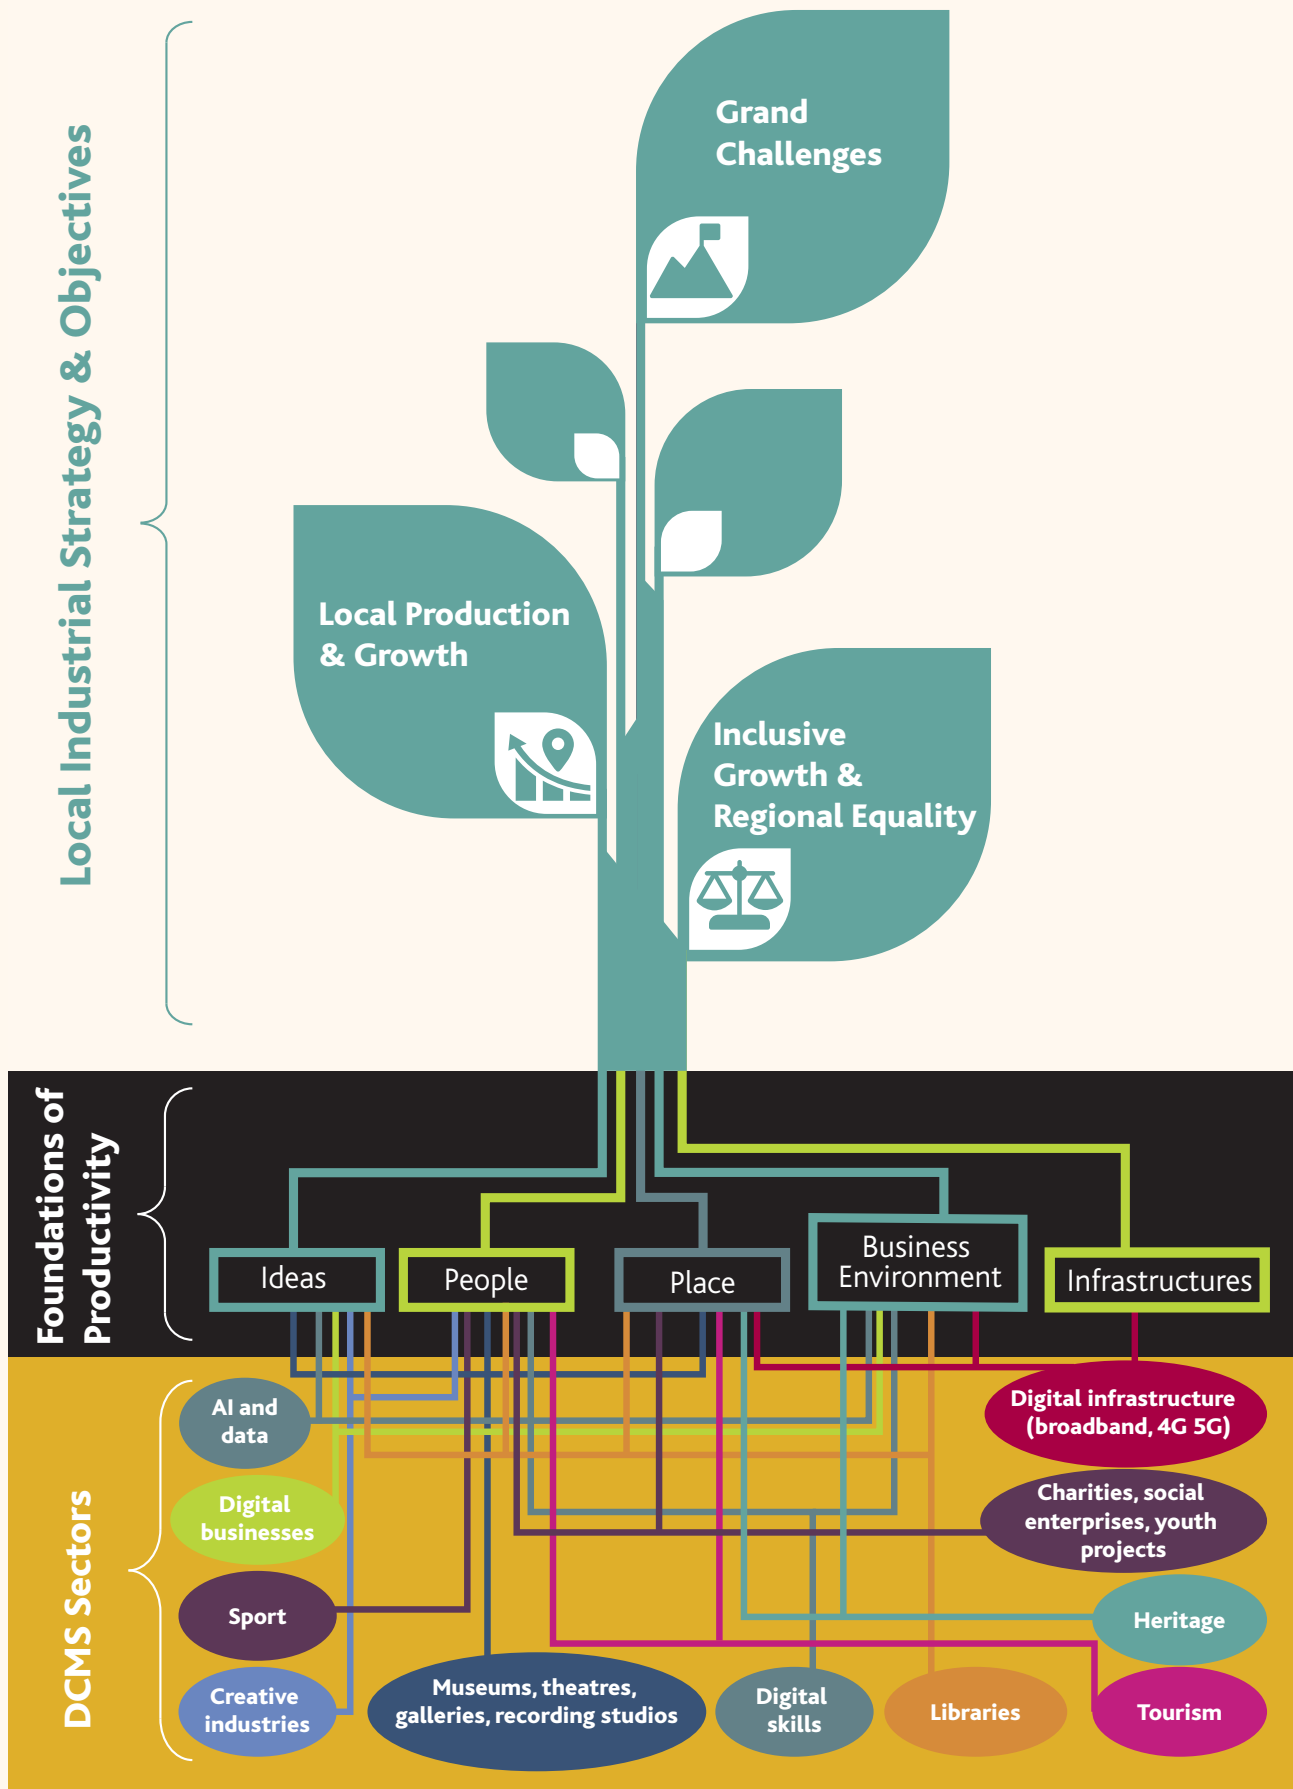 Local Industrial Strategy & Objectives
Grand
Challenges
Local Production
& Growth
Inclusive
Growth &
Regional Equality
Foundations of
Productivity
Ideas
People
Place
Business
Environment
Infrastructures
DCMS Sectors
AI and
data
Digital
businesses
Sport
Creative
industries
Museums, theatres,
galleries, recording studios
Digital
skills
Libraries
Digital infrastructure
(broadband, 4G 5G)
Charities, social
enterprises, youth
projects
Heritage
Tourism